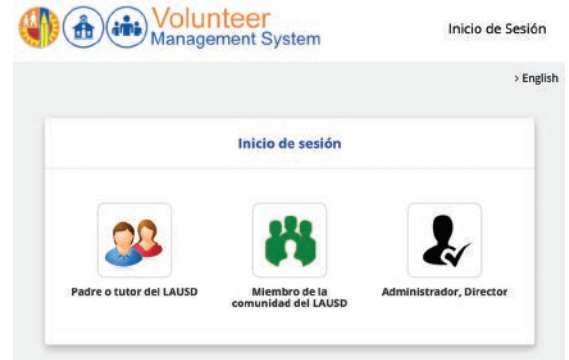 Volunteer
Management System
Inicio de Sesión
> English
Inicio de sesión
Padre o tutor del LAUSD
Miembro de la
comunidad del LAUSD
Administrador, Director